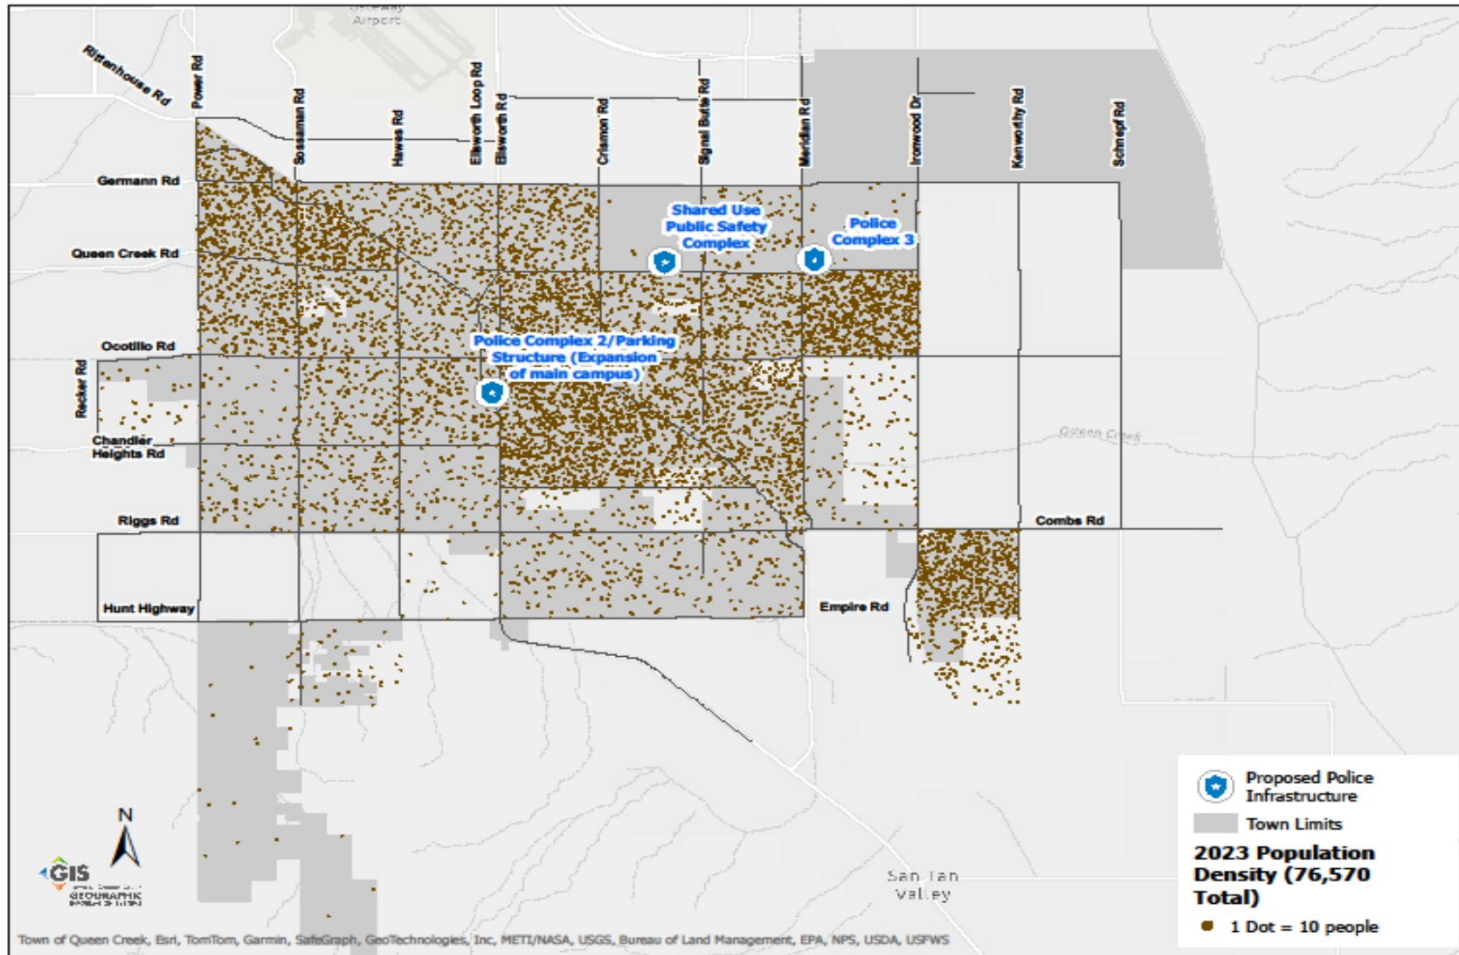 Gateway
Airport
Rittenhouse Rd
Power Rd
Sossaman Rd
Hawes Rd
Ellsworth Loop Rd
Ellsworth Rd
Crismon Rd
Signal Butte Rd
Meridian Rd
Ironwood Dr
Kenworthy Rd
Schnepf Rd
Germann Rd
Shared Use
Public Safety
Complex
Police
Complex 3
Queen Creek Rd
Ocotillo Rd
Police Complex 2/Parking
Structure (Expansion
of main campus)
Recker Rd
Chandler
Heights Rd
Queen Creek
Riggs Rd
Combs Rd
Hunt Highway
Empire Rd
N
GIS
GEOGRAPHIC
San Tan
Valley
Proposed Police
Infrastructure
Town Limits
2023 Population
Density (76,570
Total)
1 Dot = 10 people
Town of Queen Creek, Esri, TomTom, Garmin, SafeGraph, GeoTechnologies, Inc, METI/NASA, USGS, Bureau of Land Management, EPA, NPS, USDA, USFWS